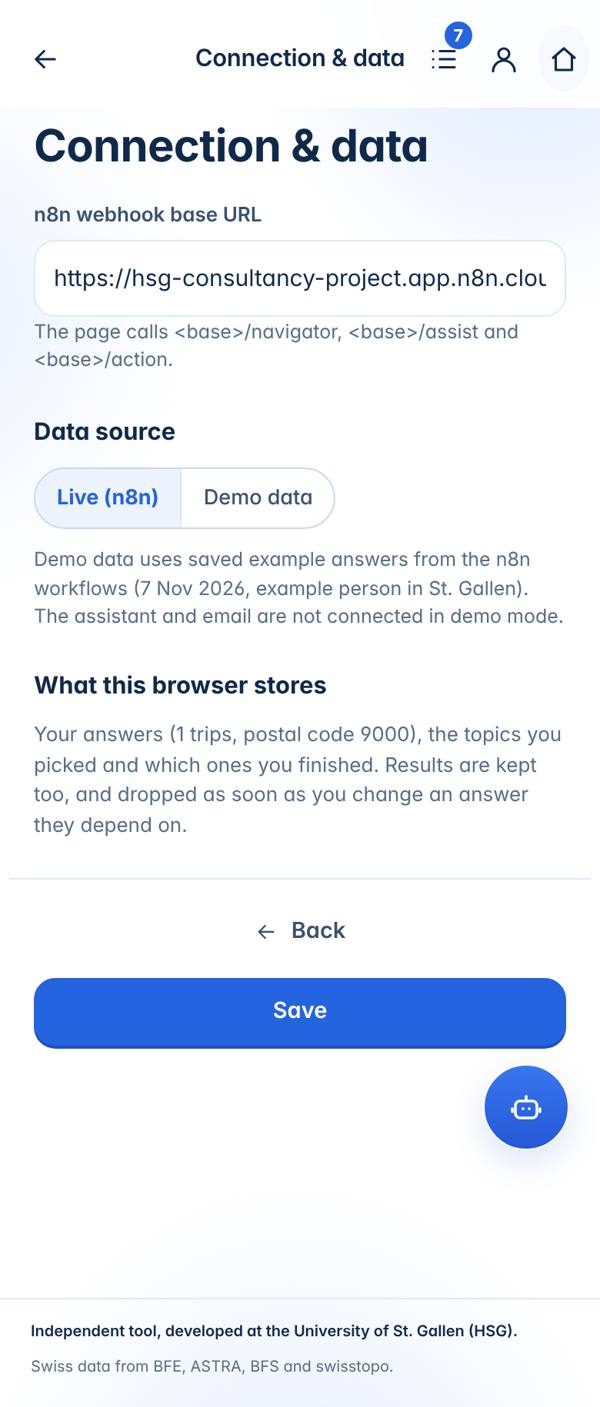 7
Connection & data
Connection & data
n8n webhook base URL
https://hsg-consultancy-project.app.n8n.clou
The page calls <base>/navigator, <base>/assist and
<base>/action.
Data source
Live (n8n)
Demo data
Demo data uses saved example answers from the n8n
workflows (7 Nov 2026, example person in St. Gallen).
The assistant and email are not connected in demo mode.
What this browser stores
Your answers (1 trips, postal code 9000), the topics you
picked and which ones you finished. Results are kept
too, and dropped as soon as you change an answer
they depend on.
← Back
Save
Independent tool, developed at the University of St. Gallen (HSG).
Swiss data from BFE, ASTRA, BFS and swisstopo.